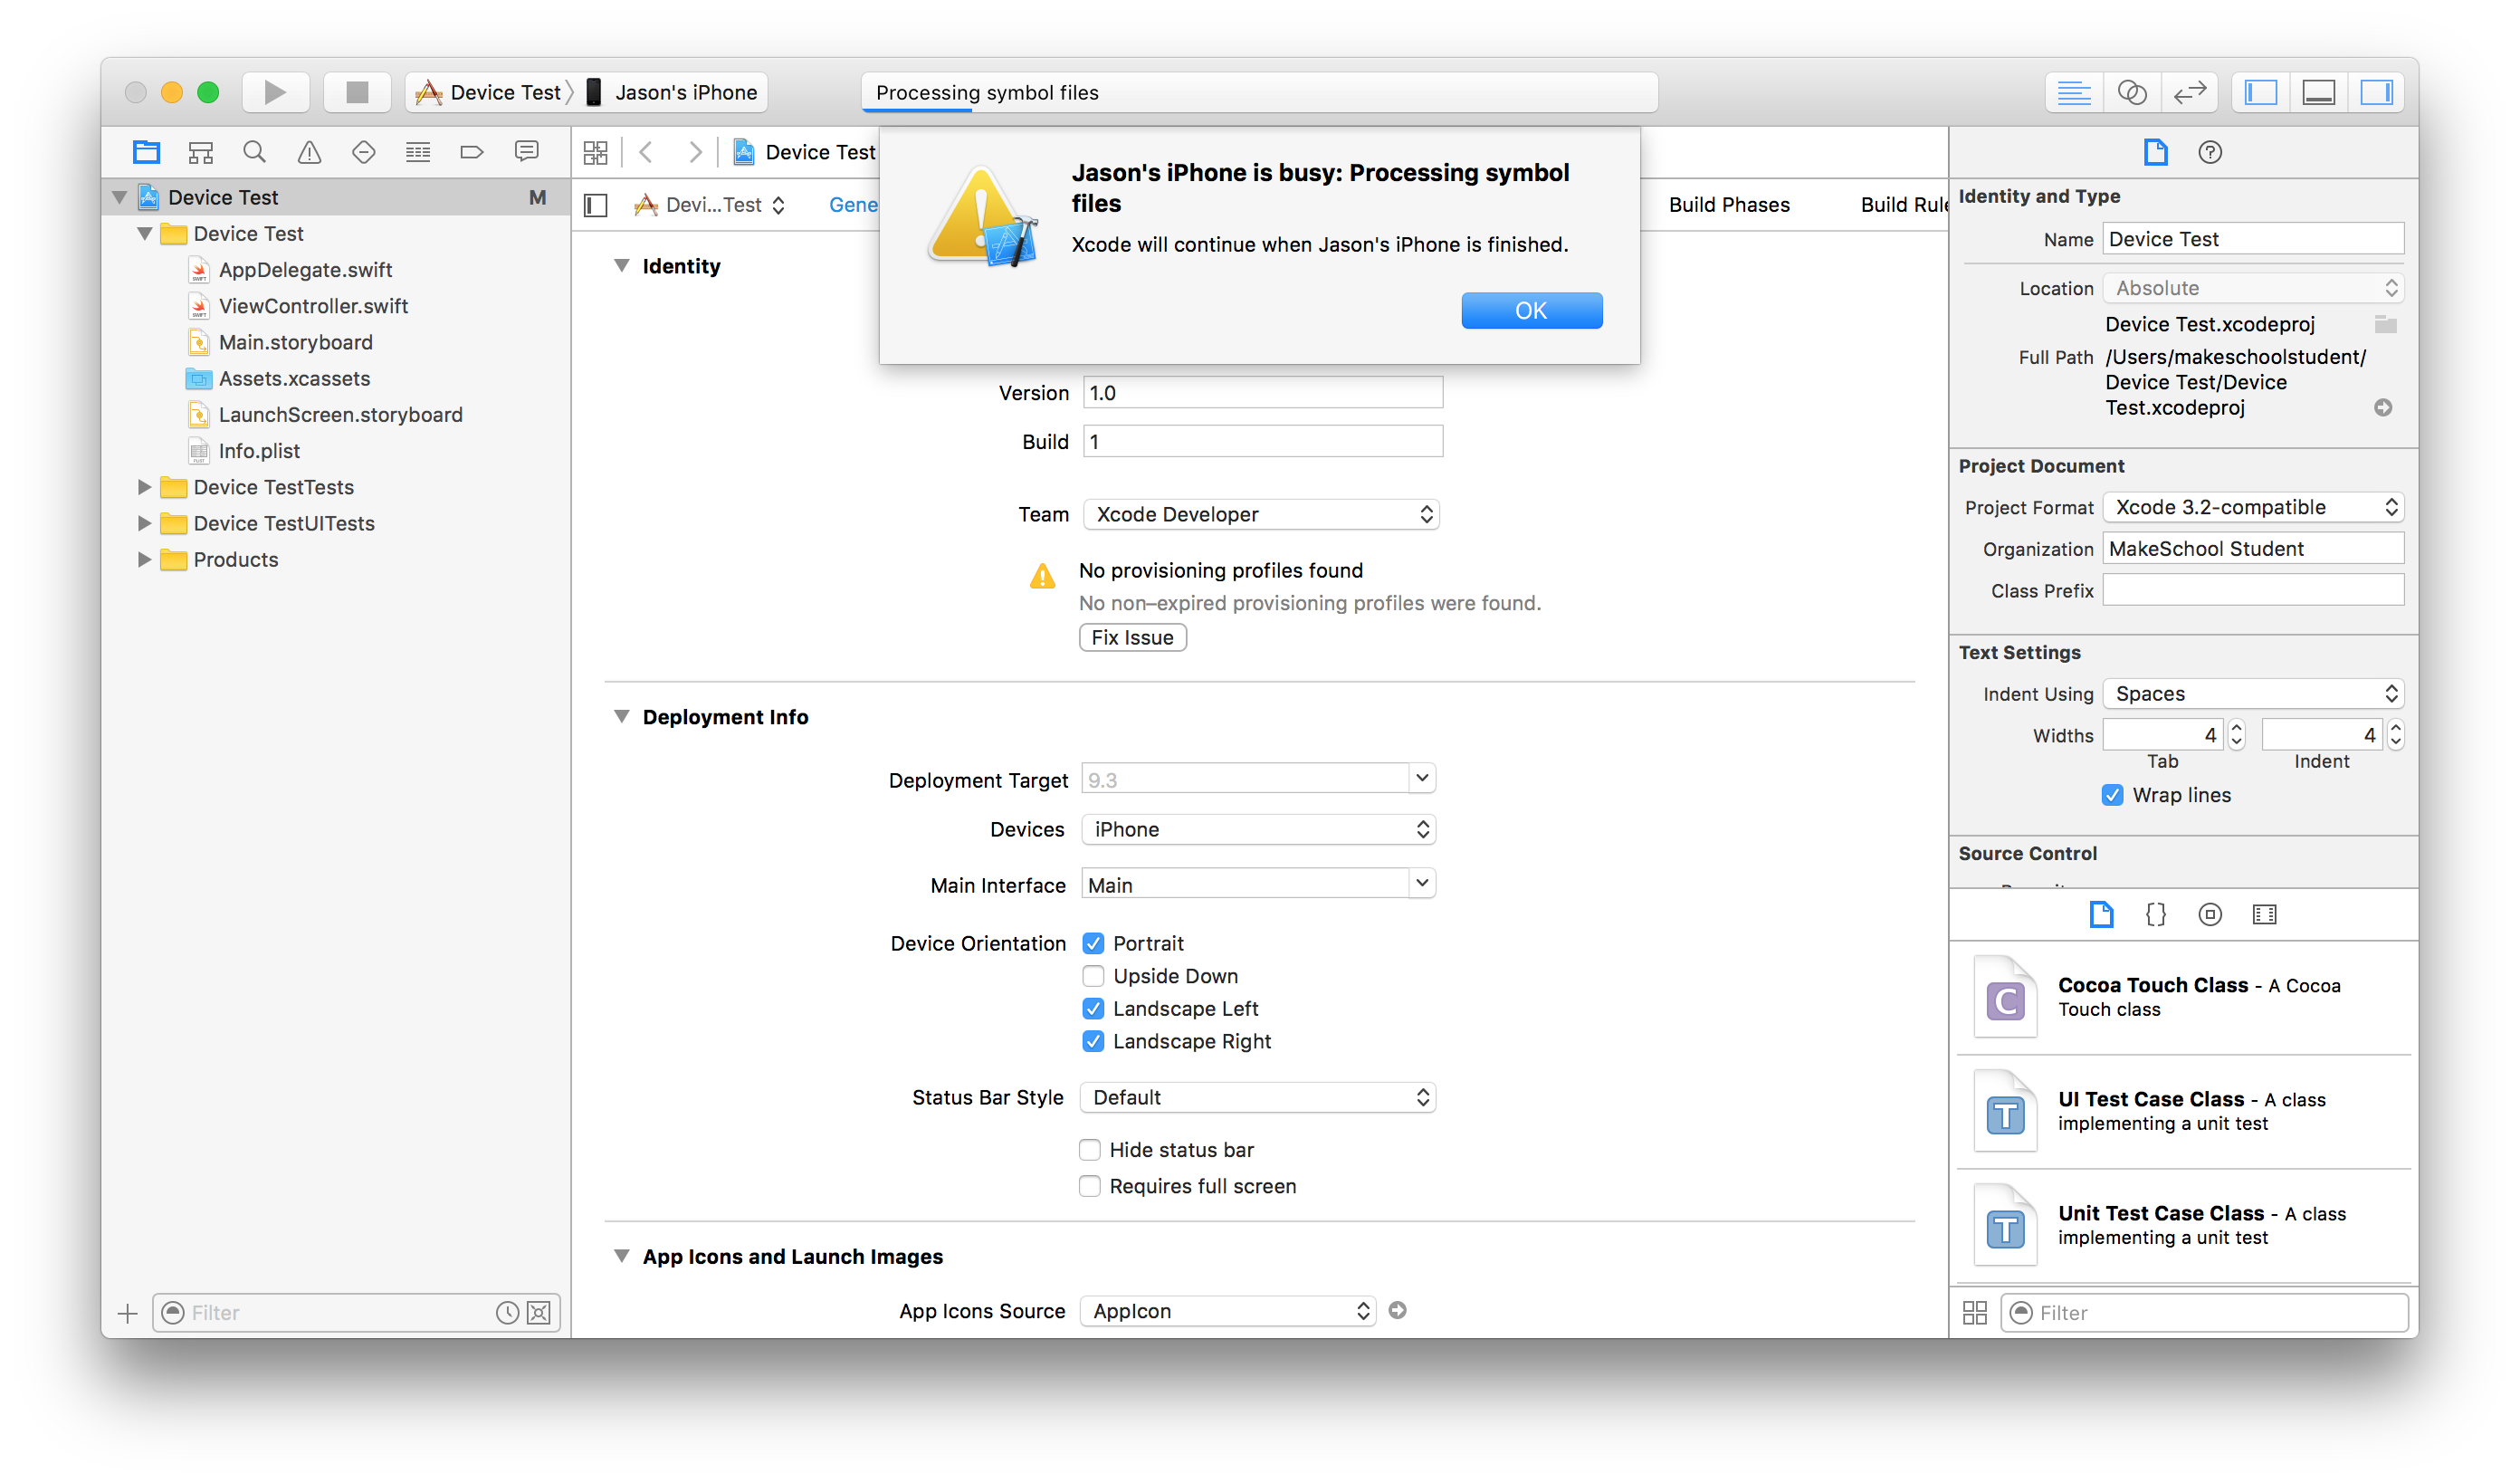 Device Test
Jason's iPhone
Processing symbol files
Device Test
M
Device Test
AppDelegate.swift
ViewController.swift
Main.storyboard
Assets.xcassets
LaunchScreen.storyboard
Info.plist
Device TestTests
Device TestUITests
Products
Filter
Device Test
Devi...Test
Gene
Build Phases
Build Rule
Jason's iPhone is busy: Processing symbol
files
Xcode will continue when Jason's iPhone is finished.
OK
Identity
Version
1.0
Build
1
Team
Xcode Developer
No provisioning profiles found
No non–expired provisioning profiles were found.
Fix Issue
Deployment Info
Deployment Target
9.3
Devices
iPhone
Main Interface
Main
Device Orientation
Portrait
Upside Down
Landscape Left
Landscape Right
Status Bar Style
Default
Hide status bar
Requires full screen
App Icons and Launch Images
App Icons Source
AppIcon
Identity and Type
Name
Device Test
Location
Absolute
Device Test.xcodeproj
Full Path
/Users/makeschoolstudent/
Device Test/Device
Test.xcodeproj
Project Document
Project Format
Xcode 3.2-compatible
Organization
MakeSchool Student
Class Prefix
Text Settings
Indent Using
Spaces
Widths
4
4
Tab
Indent
Wrap lines
Source Control
{}
C
Cocoa Touch Class - A Cocoa
Touch class
T
UI Test Case Class - A class
implementing a unit test
T
Unit Test Case Class - A class
implementing a unit test
Filter